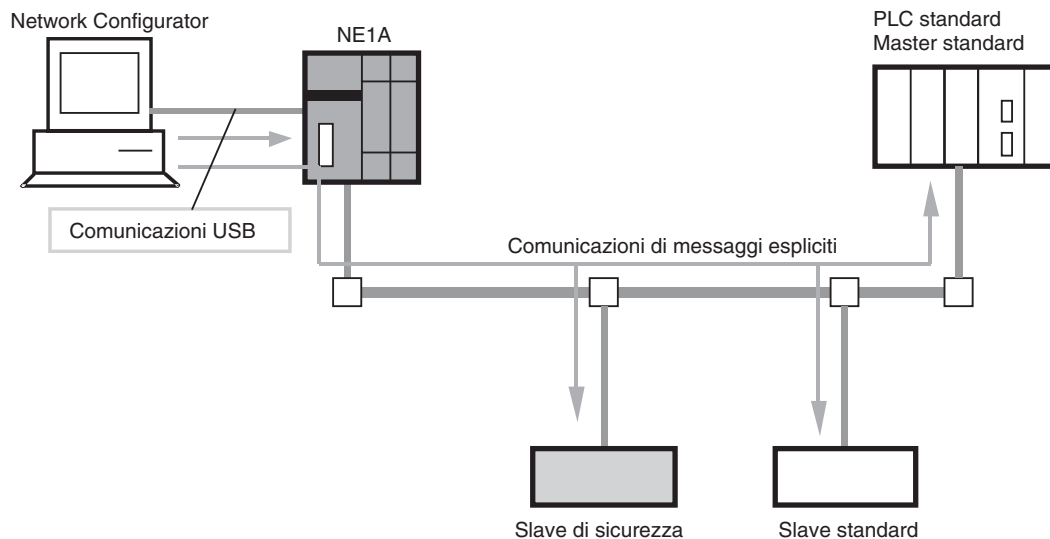 Network Configurator
NE1A
PLC standard
Master standard
Comunicazioni USB
Comunicazioni di messaggi espliciti
Slave di sicurezza
Slave standard